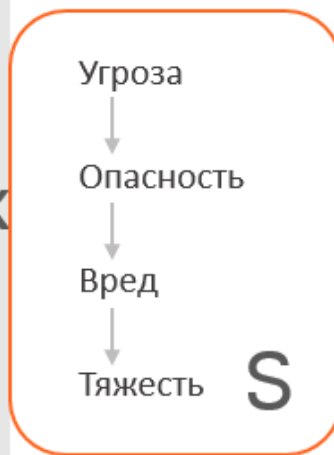 Угроза
Опасность
Вред
Тяжесть S